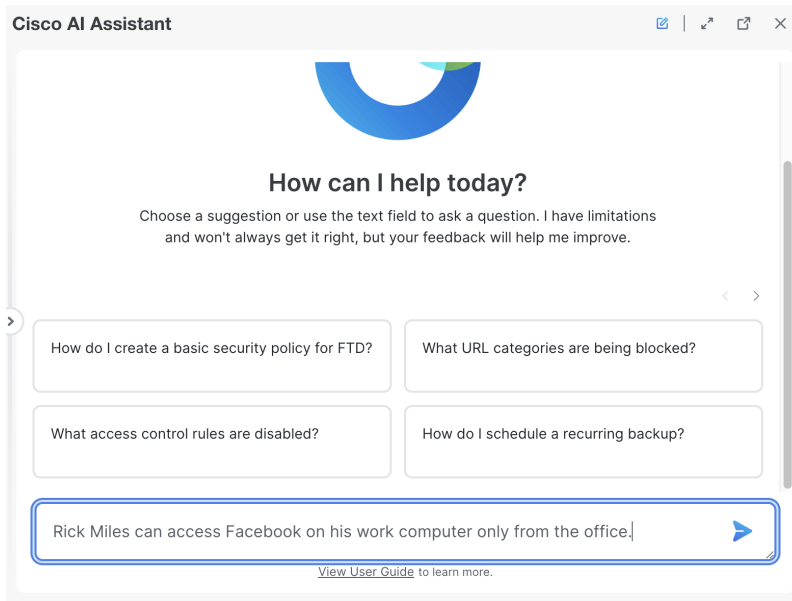 Cisco AI Assistant
How can I help today?
Choose a suggestion or use the text field to ask a question. I have limitations
and won't always get it right, but your feedback will help me improve.
How do I create a basic security policy for FTD?
What URL categories are being blocked?
What access control rules are disabled?
How do I schedule a recurring backup?
Rick Miles can access Facebook on his work computer only from the office.
View User Guide to learn more.